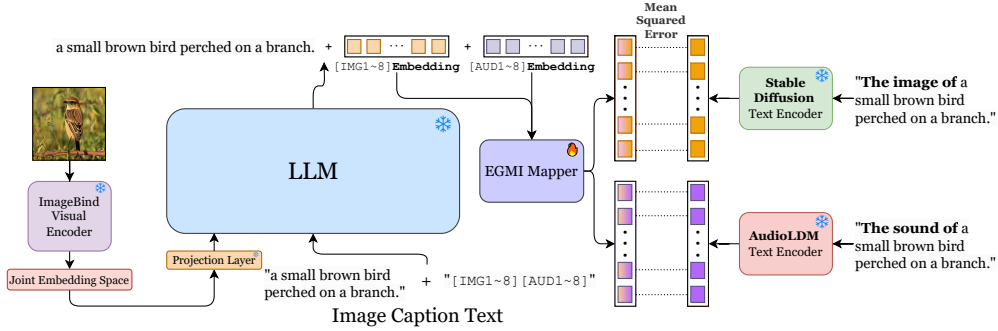 Mean
Squared
Error
a small brown bird perched on a branch. + ... + ...
[IMG1~8]Embedding [AUD1~8]Embedding
Stable
Diffusion
Text Encoder
"The image of a
small brown bird
perched on a branch."
LLM
EGMI Mapper
ImageBind
Visual
Encoder
AudioLDM
Text Encoder
"The sound of a
small brown bird
perched on a branch."
Projection Layer
Joint Embedding Space
"a small brown bird
perched on a branch." + "[IMG1~8][AUD1~8]"
Image Caption Text